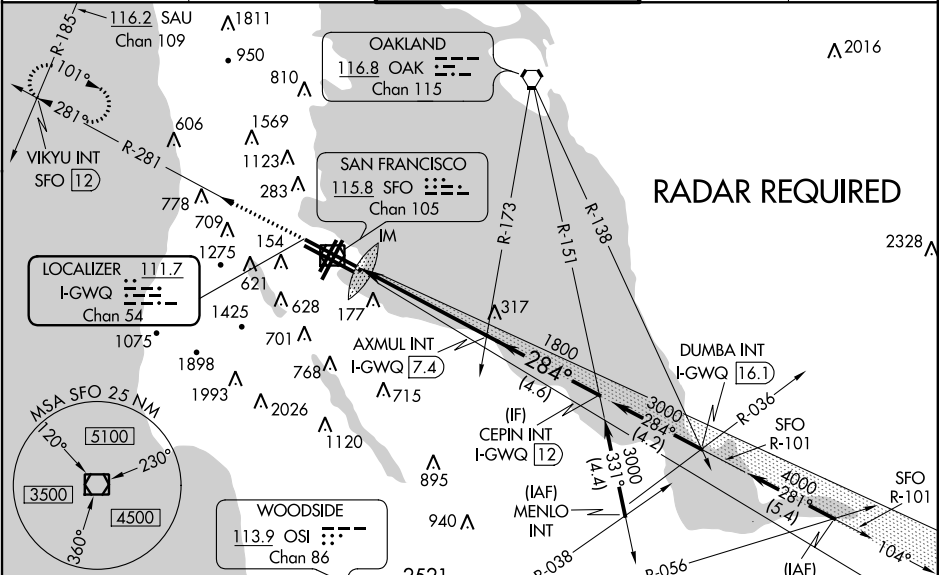 R-185
116.2 SAU
Chan 109
1811
950
810
OAKLAND
116.8 OAK
Chan 115
2016
101°
281°
R-281
VIKYU INT
SFO 12
606
1569
1123
283
SAN FRANCISCO
115.8 SFO
Chan 105
RADAR REQUIRED
R-173
R-151
R-138
778
709
1275
154
IM
2328
LOCALIZER 111.7
I-GWQ
Chan 54
621
628
177
317
1075
1425
701
1898
768
1993
2026
715
1120
AXMUL INT
I-GWQ 7.4
1800
284°
(4.6)
DUMBA INT
I-GWQ 16.1
3000
284°
(4.2)
R-036
SFO
R-101
(IF)
CEPIN INT
I-GWQ 12
MSA SFO 25 NM
120°
5100
230°
3500
4500
360°
895
940
3000
331°
(4.4)
(IAF)
MENLO
INT
4000
281°
(5.4)
SFO
R-101
104°
WOODSIDE
113.9 OSI
Chan 86
R-038
R-056
(IAF)